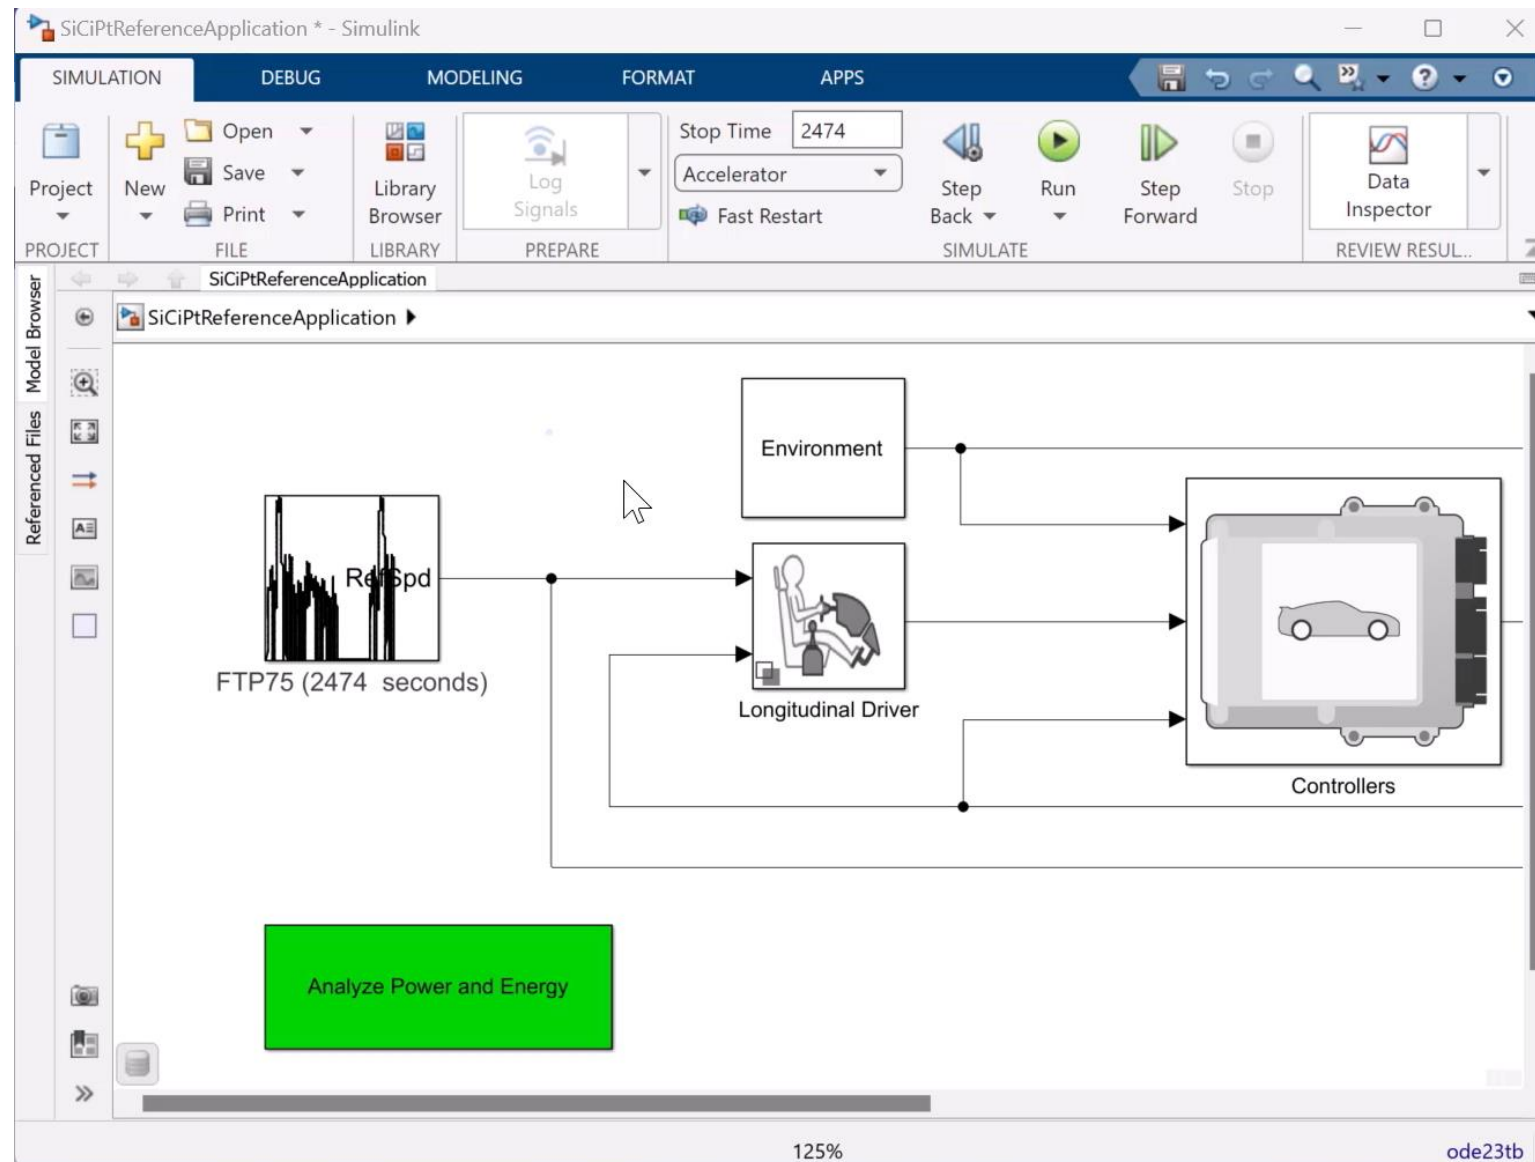 SiCiPtReferenceApplication * - Simulink
SIMULATION
DEBUG
MODELING
FORMAT
APPS
Project
New
Open
Save
Print
Library
Browser
Log
Signals
Stop Time
2474
Accelerator
Fast Restart
Step
Back
Run
Step
Forward
Stop
Data
Inspector
PROJECT
FILE
LIBRARY
PREPARE
SIMULATE
REVIEW RESUL...
Model Browser
Referenced Files
SiCiPtReferenceApplication
SiCiPtReferenceApplication
Environment
RefSpd
FTP75 (2474 seconds)
Longitudinal Driver
Controllers
Analyze Power and Energy
125%
ode23tb